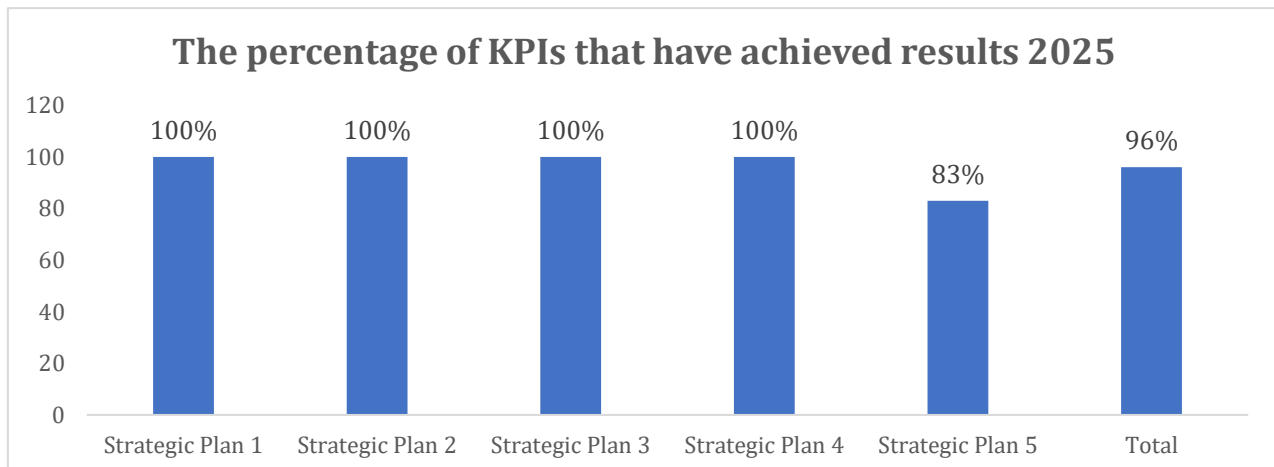 The percentage of KPIs that have achieved results 2025
120
100
80
60
40
20
0
100%
100%
100%
100%
83%
96%
Strategic Plan 1
Strategic Plan 2
Strategic Plan 3
Strategic Plan 4
Strategic Plan 5
Total